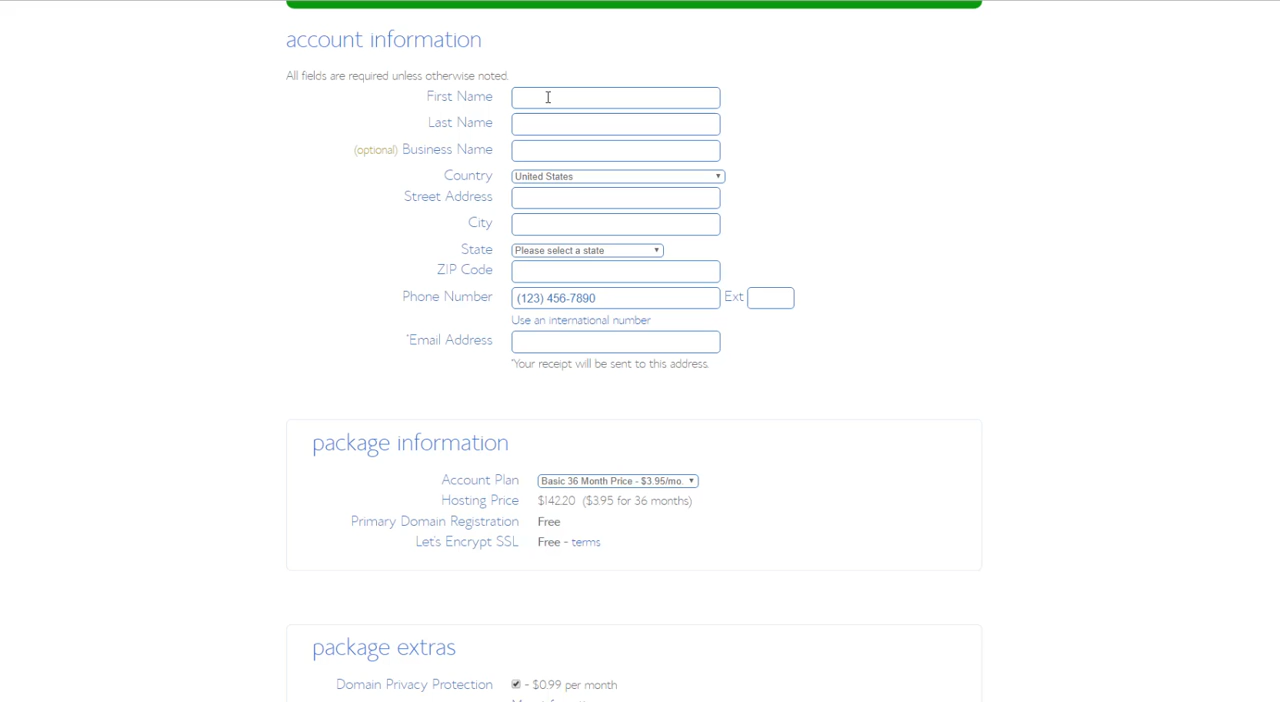 account information
All fields are required unless otherwise noted.
First Name
Last Name
(optional) Business Name
Country United States
Street Address
City
State Please select a state
ZIP Code
Phone Number (123) 456-7890 Ext
Use an international number
*Email Address
*Your receipt will be sent to this address.
package information
Account Plan Basic 36 Month Price - $3.95/mo.
Hosting Price $142.20 ($3.95 for 36 months)
Primary Domain Registration Free
Let's Encrypt SSL Free - terms
package extras
Domain Privacy Protection - $0.99 per month